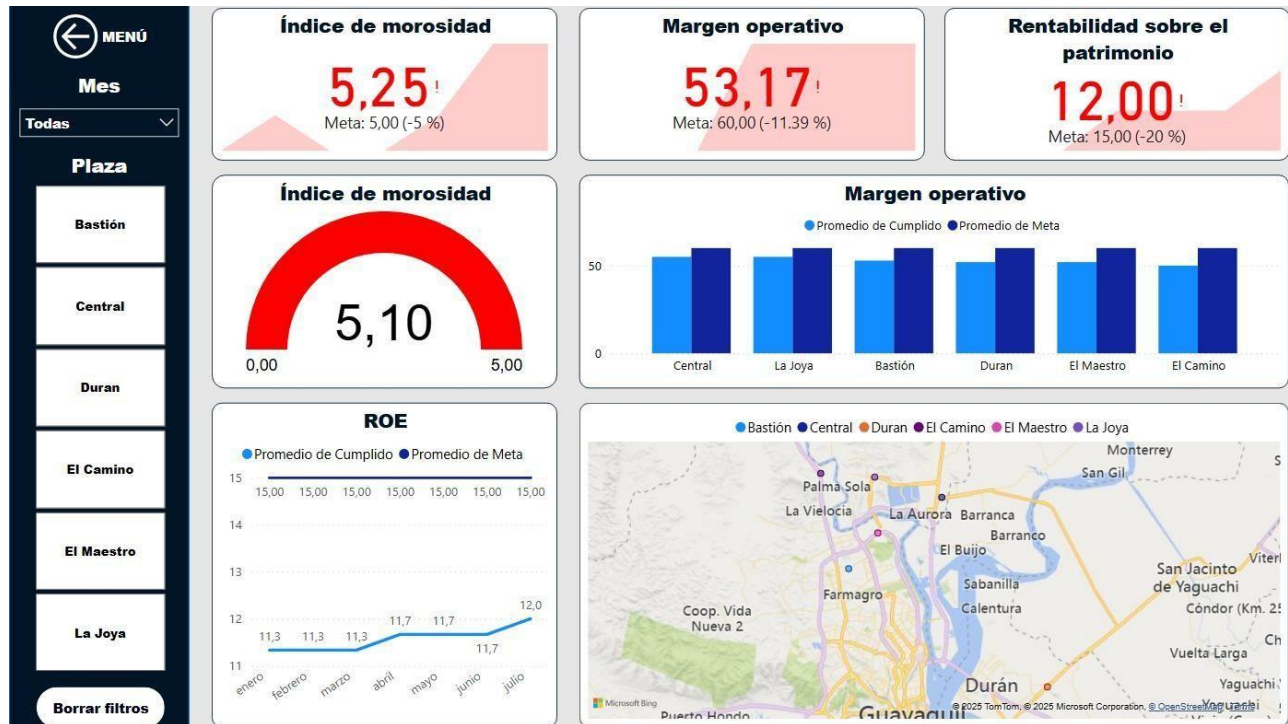 MENÚ
Mes
Todas
Plaza
Bastión
Central
Duran
El Camino
El Maestro
La Joya
Borrar filtros
Índice de morosidad
5,25!
Meta: 5,00 (-5 %)
Margen operativo
53,17!
Meta: 60,00 (-11.39 %)
Rentabilidad sobre el
patrimonio
12,00!
Meta: 15,00 (-20 %)
Índice de morosidad
5,10
0,00 5,00
Margen operativo
Promedio de Cumplido Promedio de Meta
50
0
Central La Joya Bastión Duran El Maestro El Camino
ROE
Promedio de Cumplido Promedio de Meta
15
15,00 15,00 15,00 15,00 15,00 15,00 15,00
14
13
12
12,0
11,3 11,3 11,3 11,7 11,7
11,7
11
enero febrero marzo abril mayo junio julio
Bastión Central Duran El Camino El Maestro La Joya
Monterrey
San Gil
S
Palma Sola
La Vielocia
La Aurora
Barranca
Barranco
El Buijo
Viter
San Jacinto
de Yaguachi
Sabanilla
Farmagro
Calentura
Cóndor (Km. 25
Coop. Vida
Nueva 2
Ch
Vuelta Larga
Durán
Yaguachi
Microsoft Bing
Puerto Hondo
Guayaquil
© 2025 TomTom, © 2025 Microsoft Corporation, © OpenStreetMap